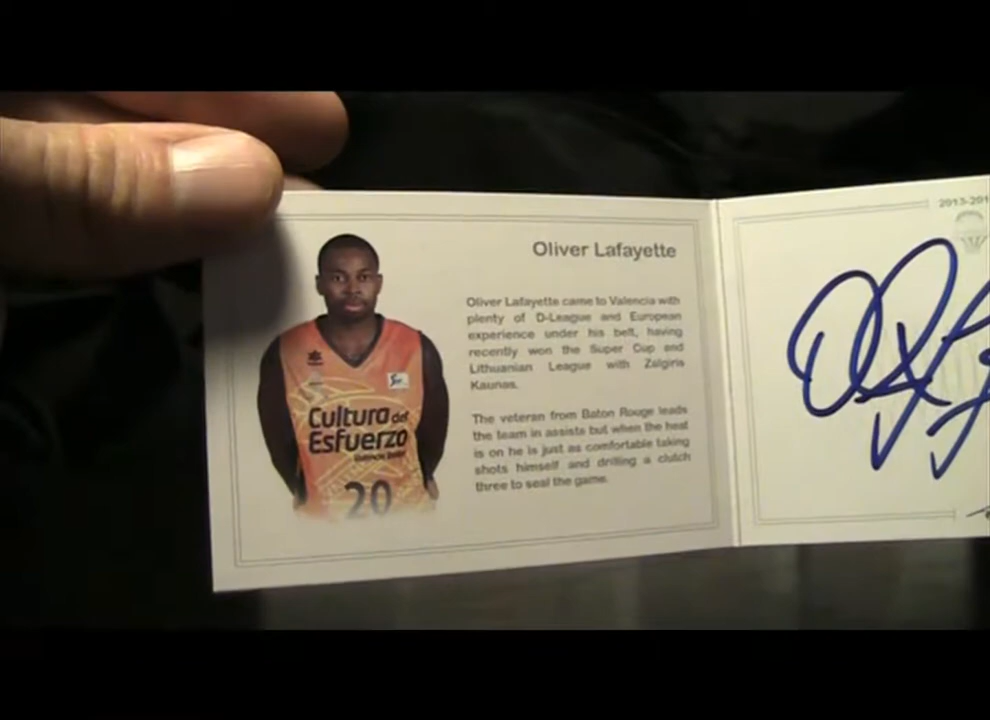 Oliver Lafayette
Oliver Lafayette came to Valencia with
plenty of D-League and European
experience under his belt, having
recently won the Super Cup and
Lithuanian League with Zalgiris
Kaunas.
The veteran from Baton Rouge leads
the team in assists but when the heat
is on he is just as comfortable taking
shots himself and drilling a clutch
three to seal the game.
Cultura del
Esfuerzo
Valencia Basket
20
2013-201